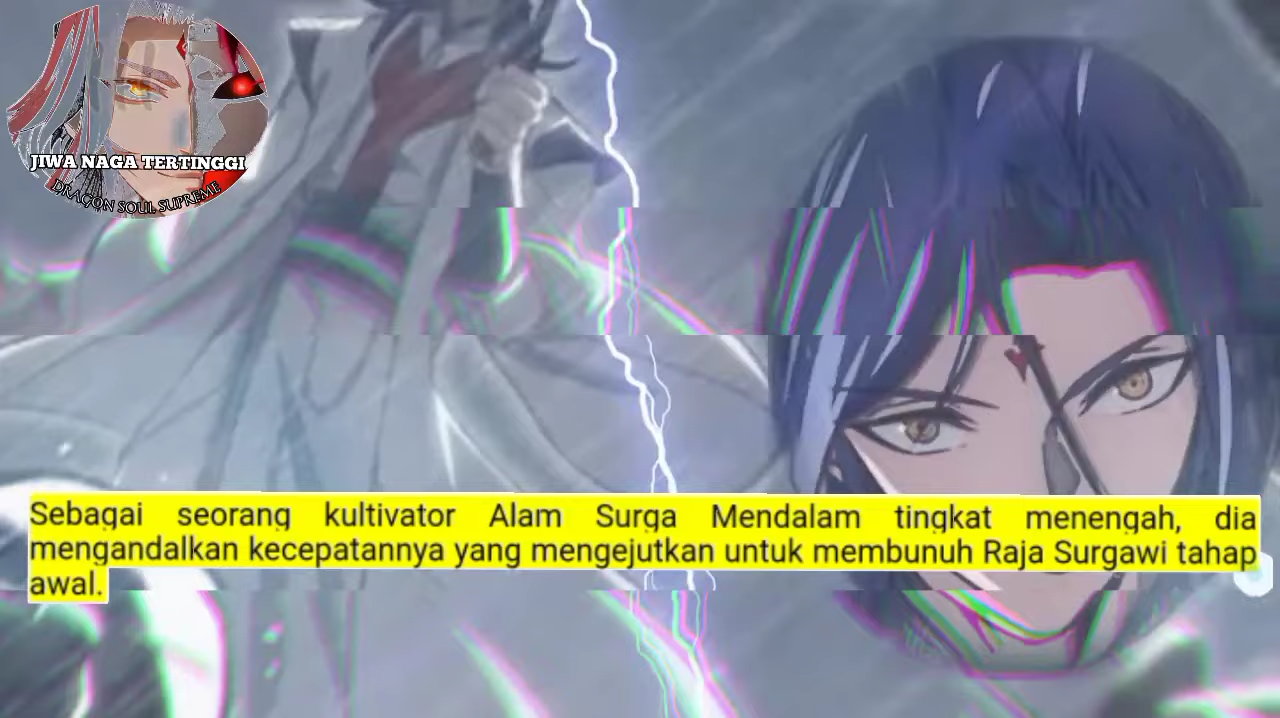 JIWA NAGA TERTINGGI
DRAGON SOUL SUPREME
Sebagai seorang kultivator Alam Surga Mendalam tingkat menengah, dia
mengandalkan kecepatannya yang mengejutkan untuk membunuh Raja Surgawi tahap
awal.